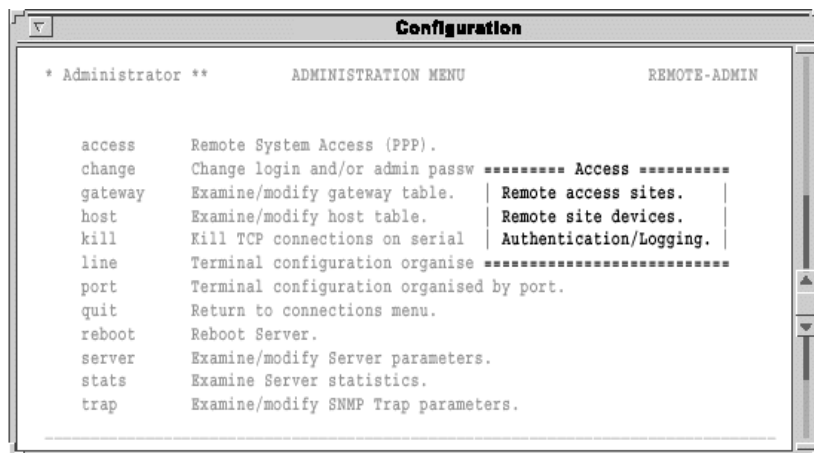 Configuration
* Administrator ** ADMINISTRATION MENU REMOTE-ADMIN
access Remote System Access (PPP).
change Change login and/or admin passw ========= Access ==========
gateway Examine/modify gateway table. | Remote access sites. |
host Examine/modify host table. | Remote site devices. |
kill Kill TCP connections on serial | Authentication/Logging. |
line Terminal configuration organise ===========================
port Terminal configuration organised by port.
quit Return to connections menu.
reboot Reboot Server.
server Examine/modify Server parameters.
stats Examine Server statistics.
trap Examine/modify SNMP Trap parameters.